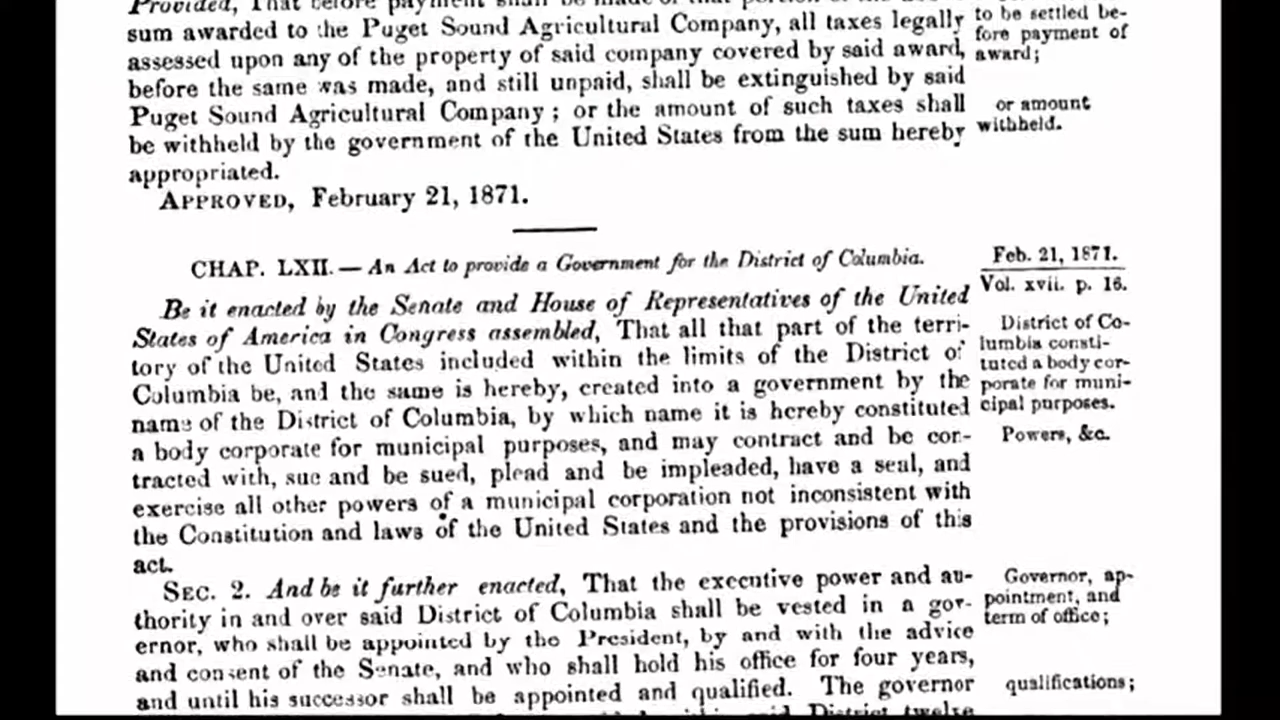 Provided, That before payment shall be made of that portion of the above
sum awarded to the Puget Sound Agricultural Company, all taxes legally
assessed upon any of the property of said company covered by said award,
before the same was made, and still unpaid, shall be extinguished by said
Puget Sound Agricultural Company; or the amount of such taxes shall
be withheld by the government of the United States from the sum hereby
appropriated.
to be settled be-
fore payment of
award;
or amount
withheld.
APPROVED, February 21, 1871.
CHAP. LXII. — An Act to provide a Government for the District of Columbia.
Feb. 21, 1871.
Vol. xvii. p. 16.
Be it enacted by the Senate and House of Representatives of the United
States of America in Congress assembled, That all that part of the terri-
tory of the United States included within the limits of the District of
Columbia be, and the same is hereby, created into a government by the
name of the District of Columbia, by which name it is hereby constituted
a body corporate for municipal purposes, and may contract and be con-
tracted with, sue and be sued, plead and be impleaded, have a seal, and
exercise all other powers of a municipal corporation not inconsistent with
the Constitution and laws of the United States and the provisions of this
act.
District of Co-
lumbia consti-
tuted a body cor-
porate for muni-
cipal purposes.
Powers, &c.
SEC. 2. And be it further enacted, That the executive power and au-
thority in and over said District of Columbia shall be vested in a gov-
ernor, who shall be appointed by the President, by and with the advice
and consent of the Senate, and who shall hold his office for four years,
and until his successor shall be appointed and qualified. The governor
said District twelve
Governor, ap-
pointment, and
term of office;
qualifications;